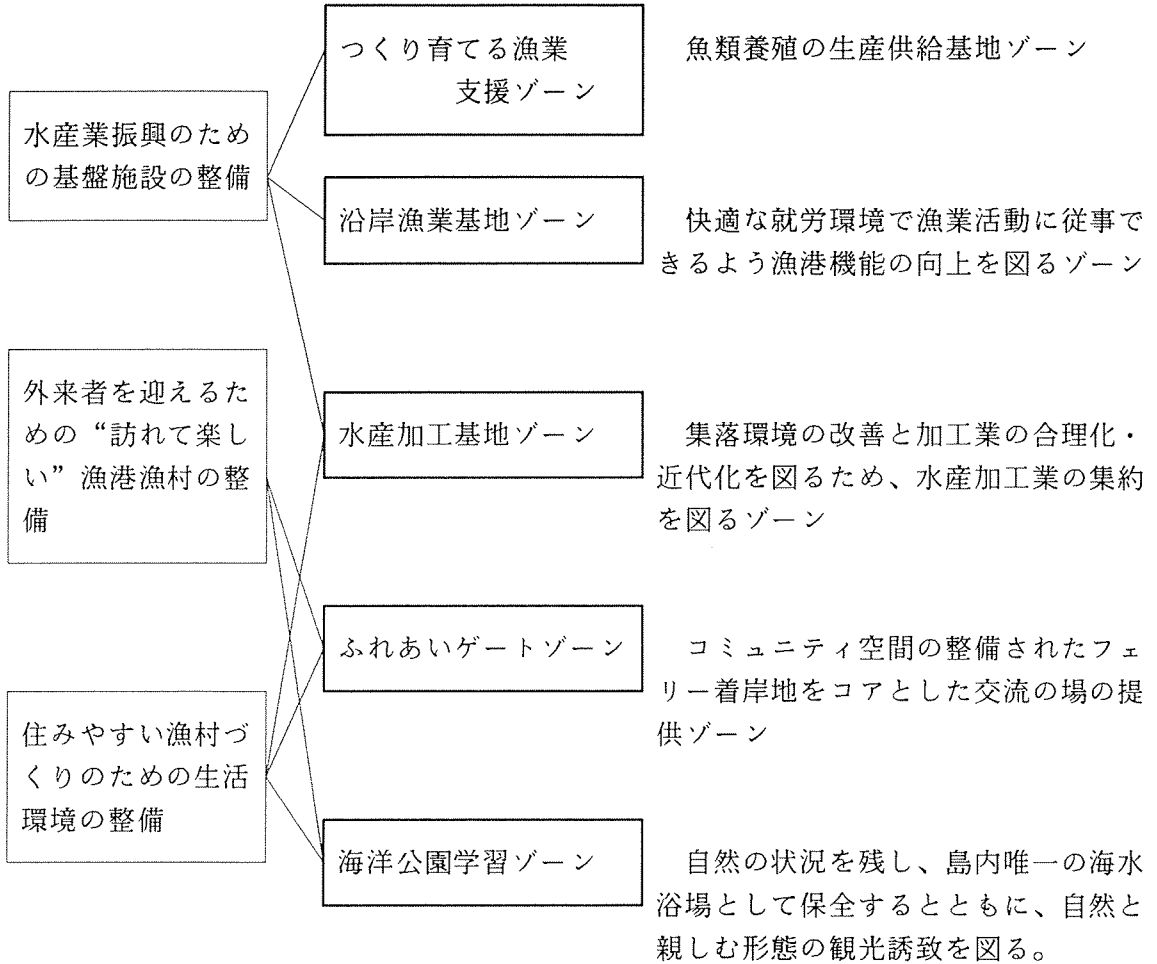 つくり育てる漁業
支援ゾーン
魚類養殖の生産供給基地ゾーン
水産業振興のため
の基盤施設の整備
沿岸漁業基地ゾーン
快適な就労環境で漁業活動に従事で
きるよう漁港機能の向上を図るゾーン
外来者を迎えるた
めの“訪れて楽し
い”漁港漁村の整
備
水産加工基地ゾーン
集落環境の改善と加工業の合理化・
近代化を図るため、水産加工業の集約
を図るゾーン
ふれあいゲートゾーン
コミュニティ空間の整備されたフェ
リー着岸地をコアとした交流の場の提
供ゾーン
住みやすい漁村づ
くりのための生活
環境の整備
海洋公園学習ゾーン
自然の状況を残し、島内唯一の海水
浴場として保全するとともに、自然と
親しむ形態の観光誘致を図る。